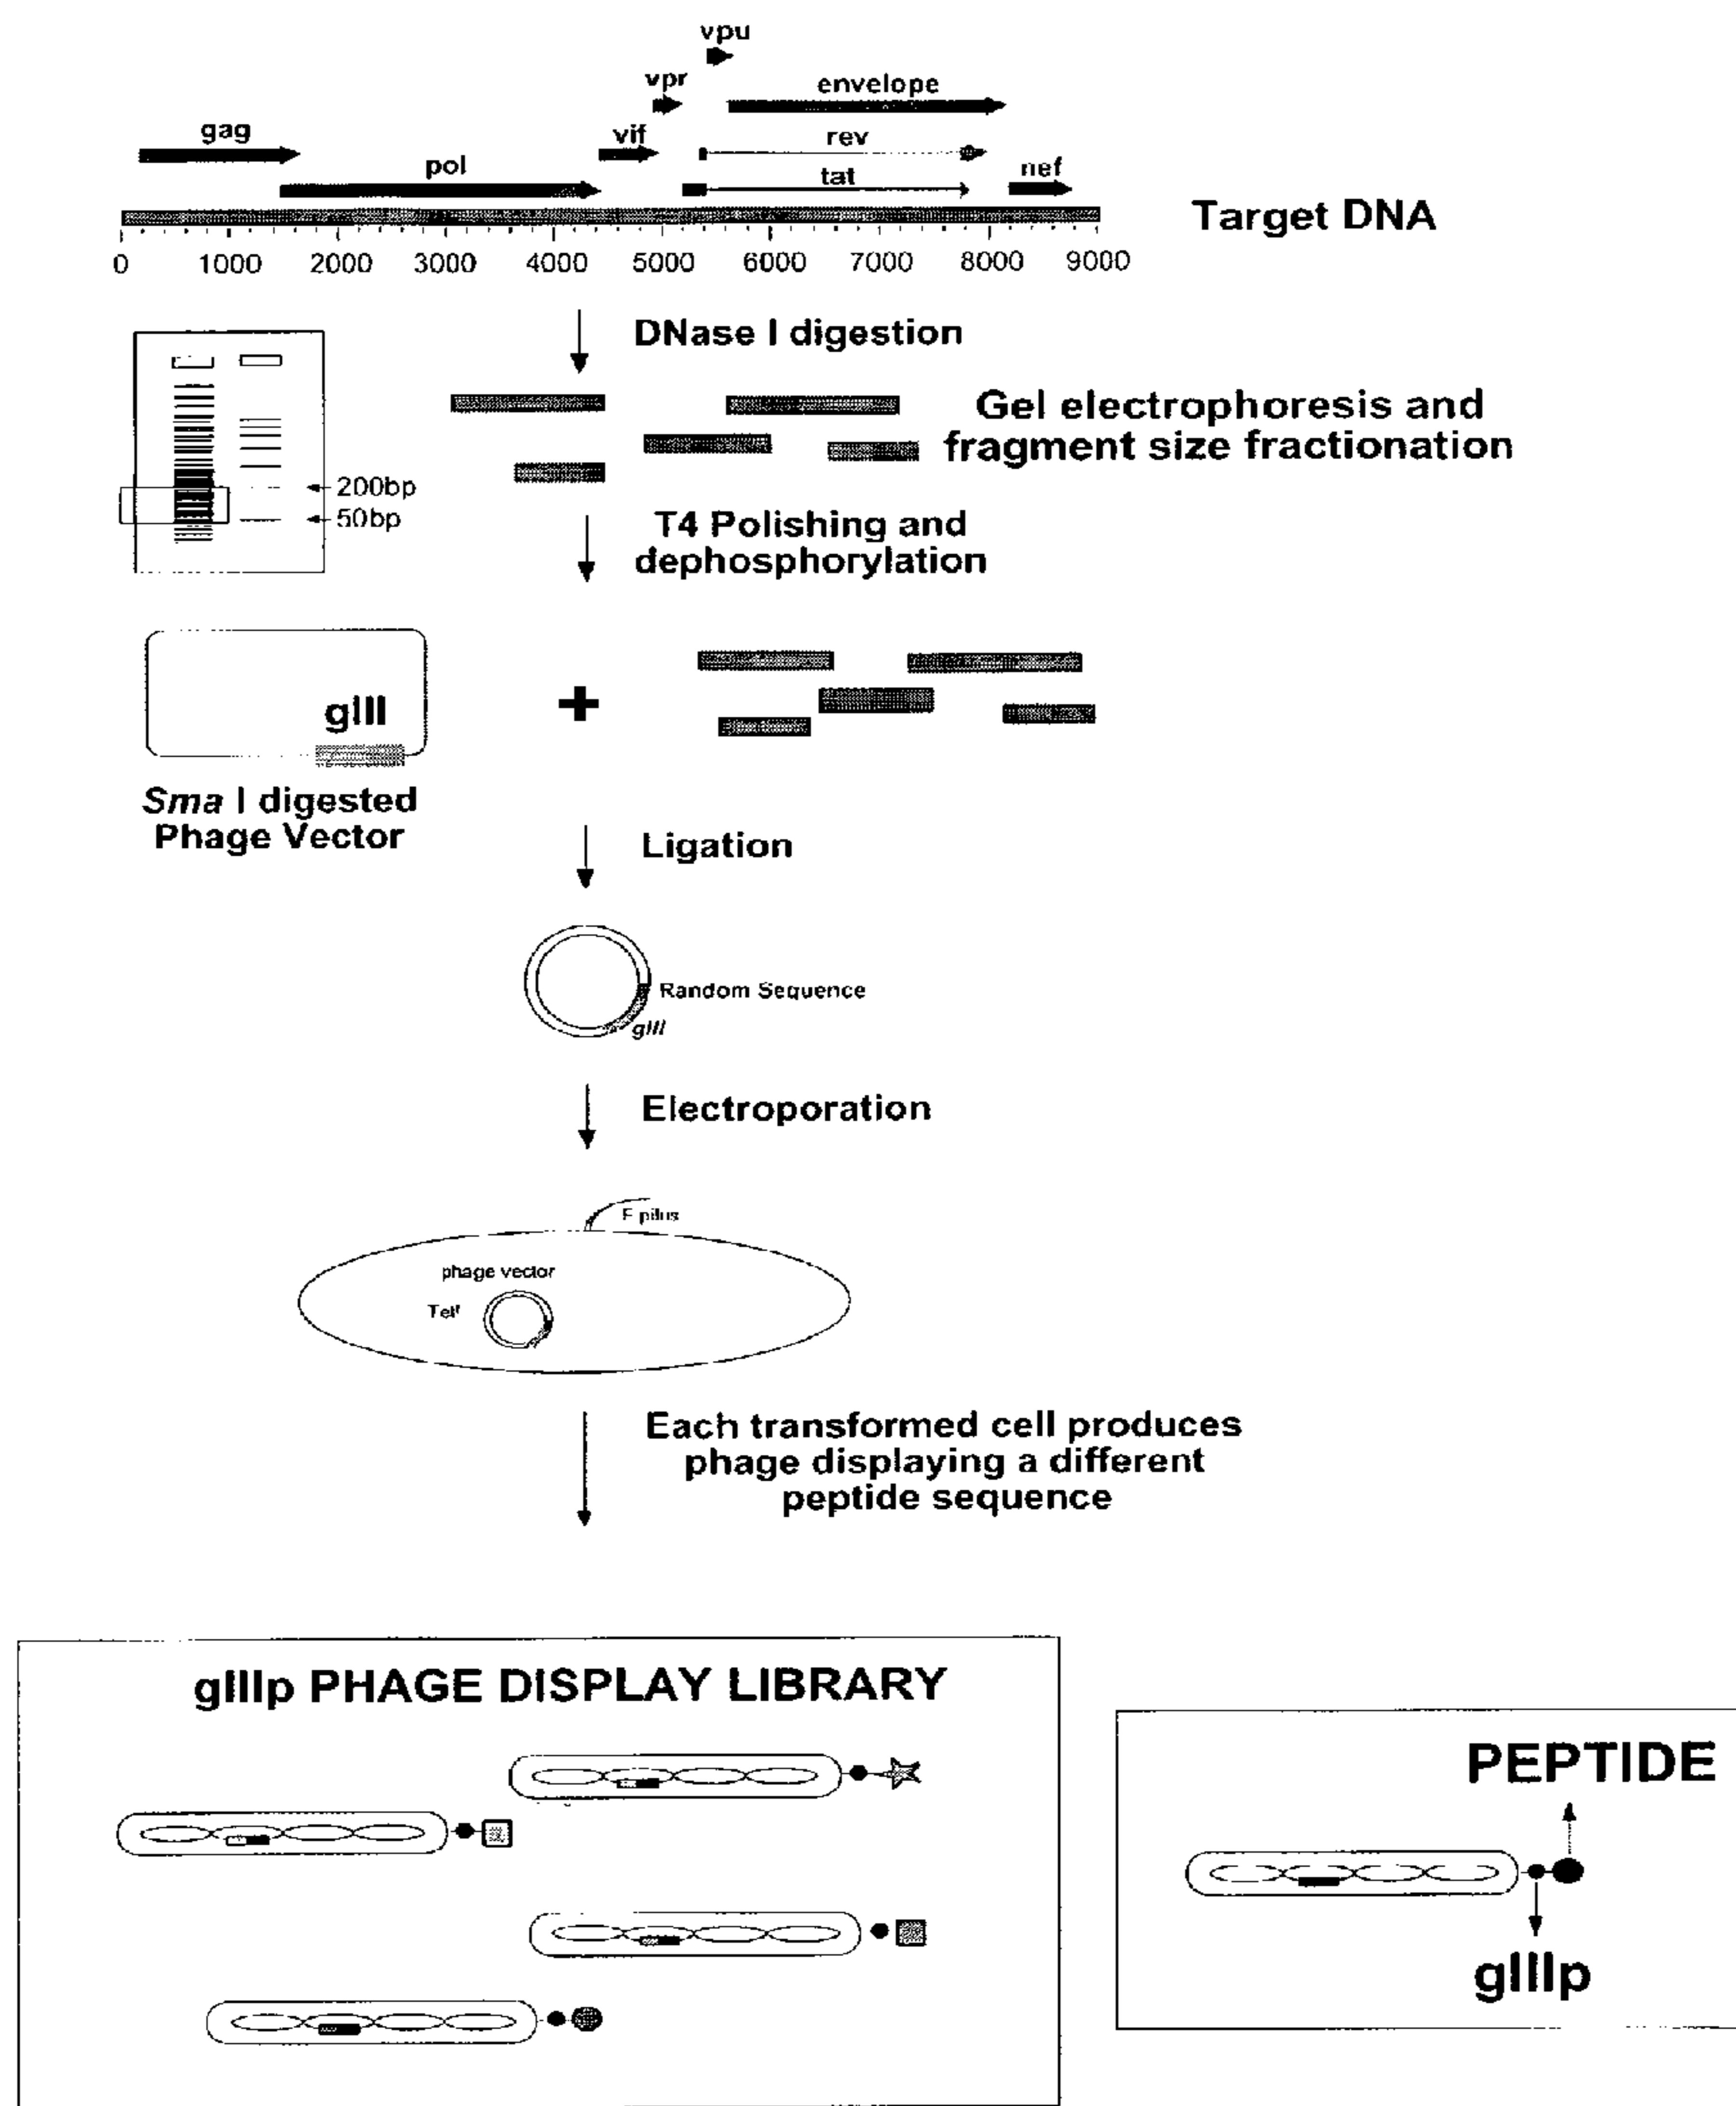 vpu
vpr
envelope
gag
vif
rev
pol
tat
nef
Target DNA
0 1000 2000 3000 4000 5000 6000 7000 8000 9000
DNase I digestion
Gel electrophoresis and
fragment size fractionation
200bp
50bp
T4 Polishing and
dephosphorylation
gIII
+
Sma I digested
Phage Vector
Ligation
Random Sequence
gIII
Electroporation
F pilus
phage vector
Each transformed cell produces
phage displaying a different
peptide sequence
gIIIp PHAGE DISPLAY LIBRARY
PEPTIDE
gIIIp